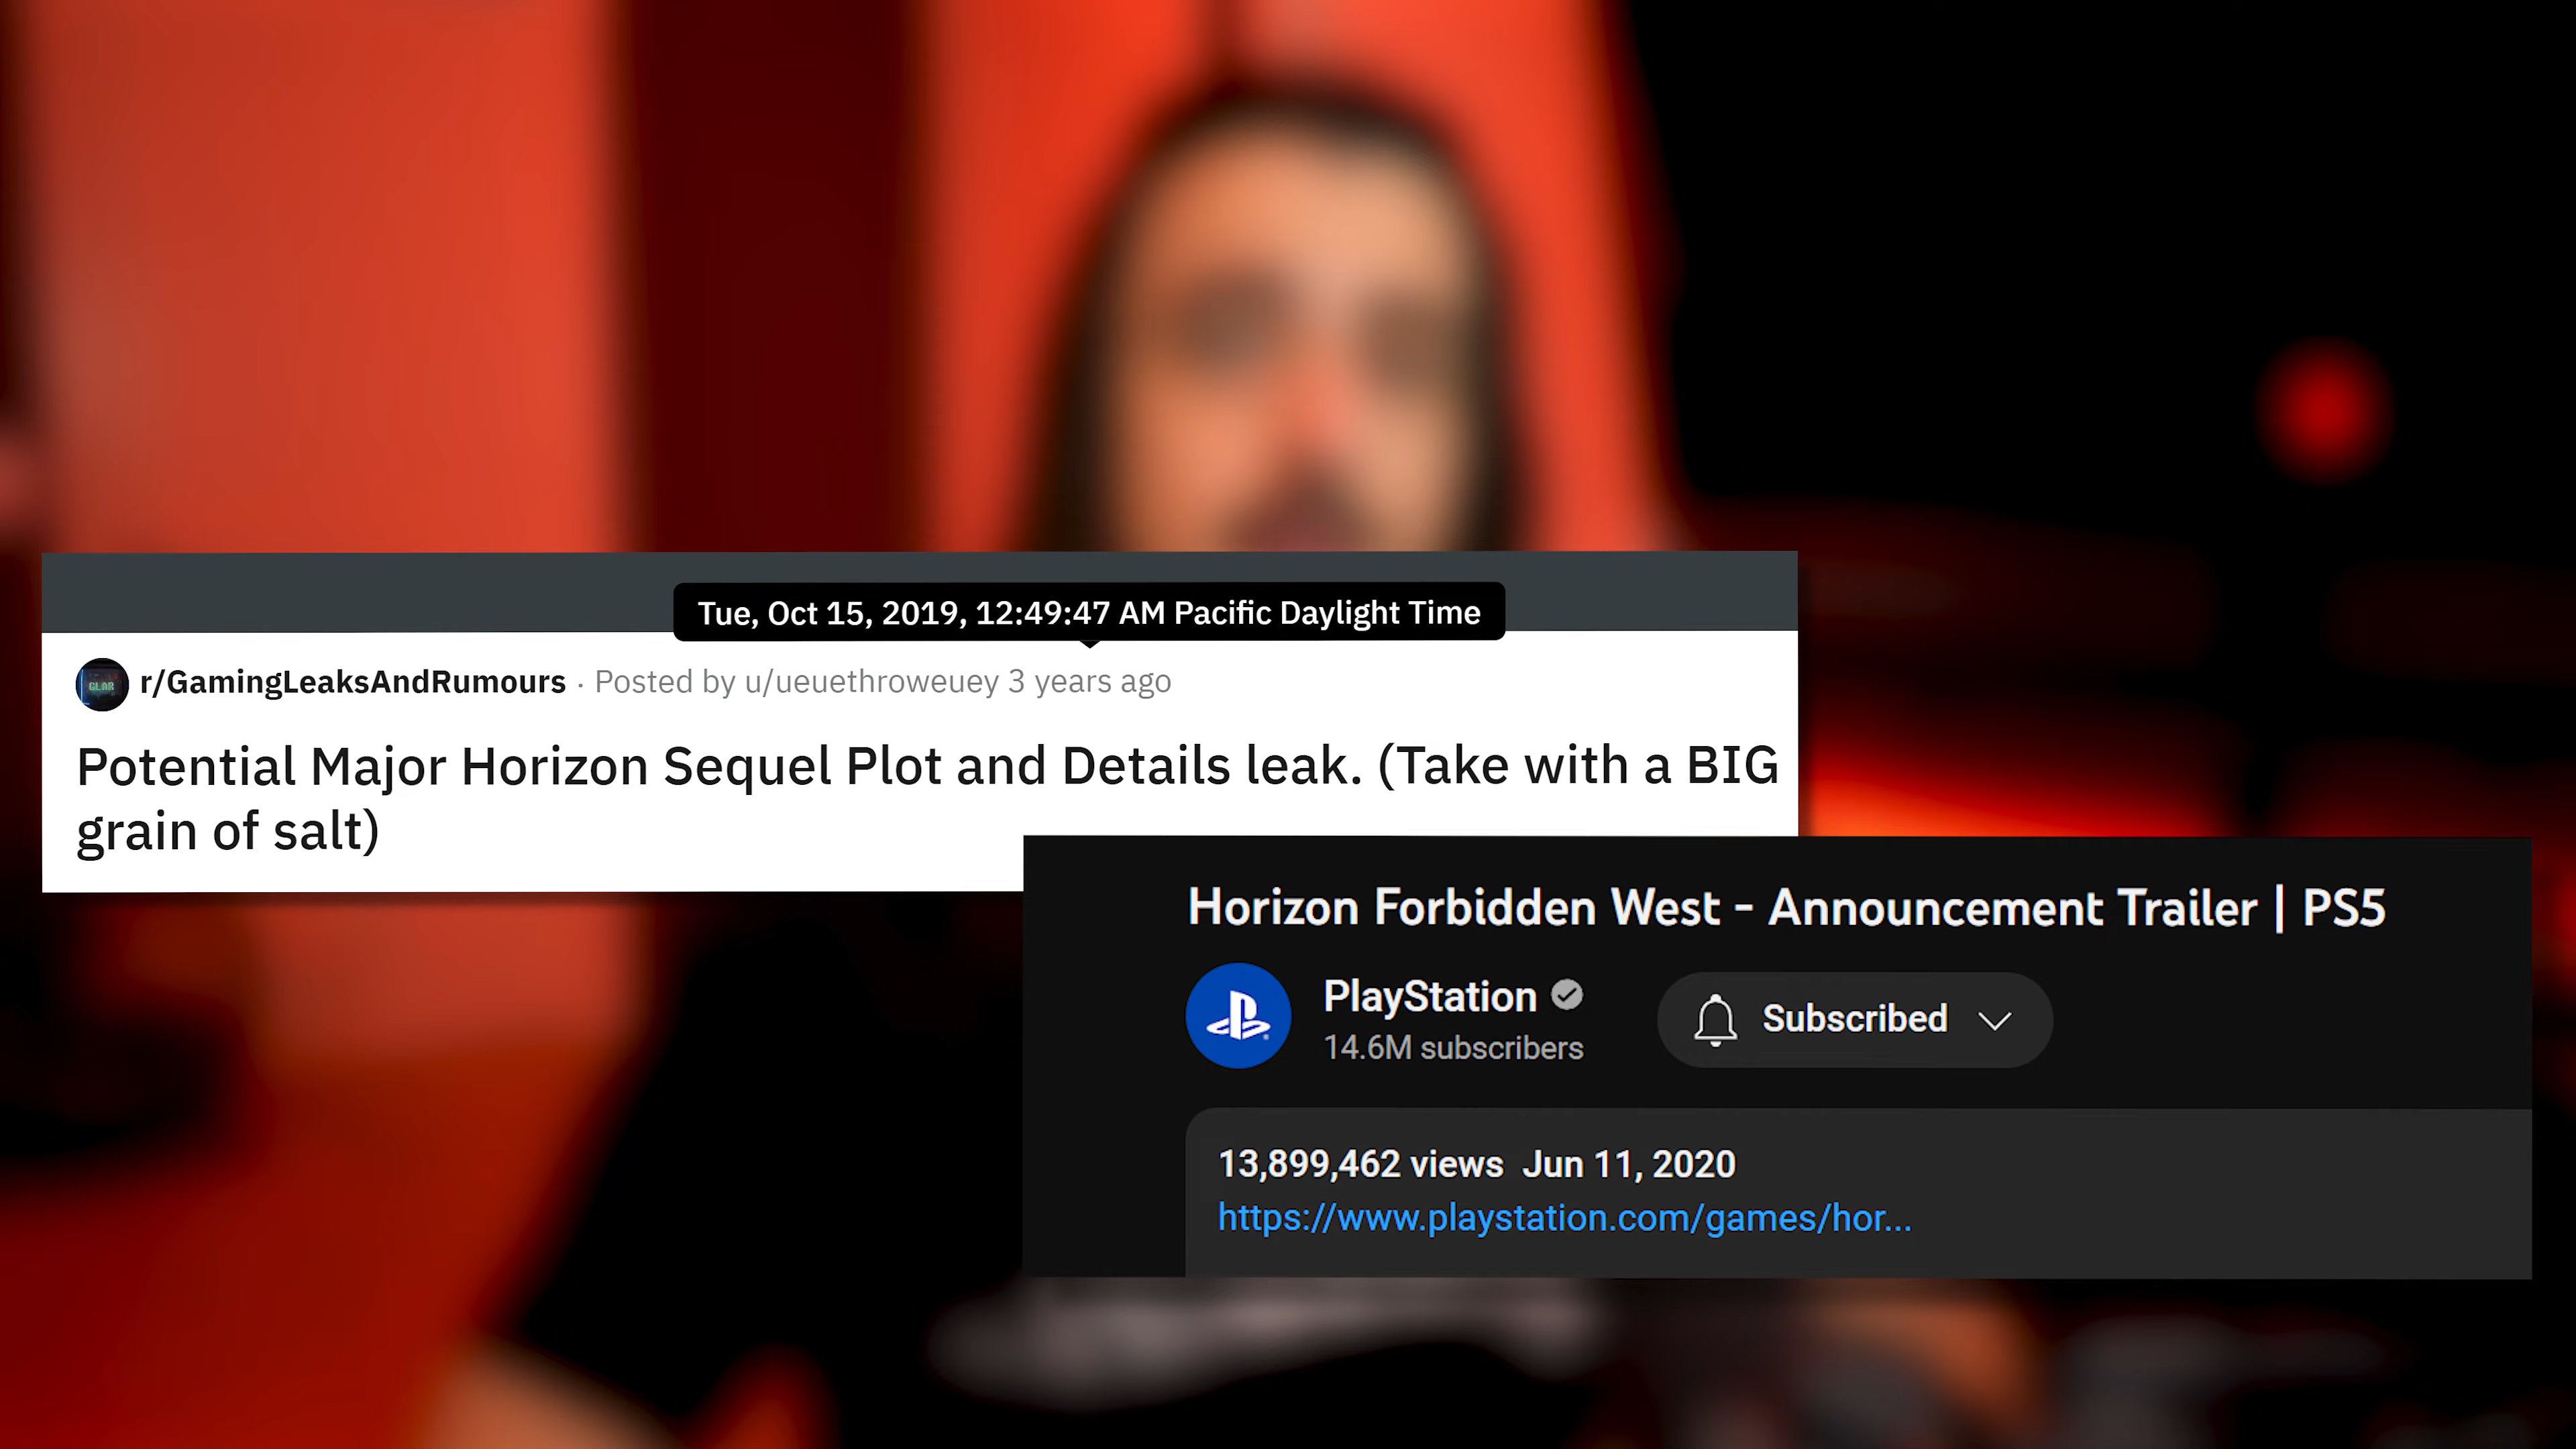 Tue, Oct 15, 2019, 12:49:47 AM Pacific Daylight Time
GLAR
r/GamingLeaksAndRumours · Posted by u/ueuethroweuey 3 years ago
Potential Major Horizon Sequel Plot and Details leak. (Take with a BIG
grain of salt)
Horizon Forbidden West - Announcement Trailer | PS5
PlayStation
14.6M subscribers
Subscribed
13,899,462 views Jun 11, 2020
https://www.playstation.com/games/hor...